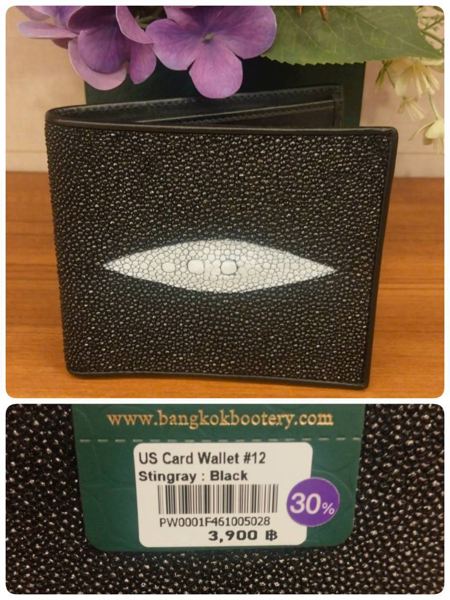 www.bangkokbootery.com
US Card Wallet #12
Stingray : Black
30%
PW0001F461005028
3,900 ฿